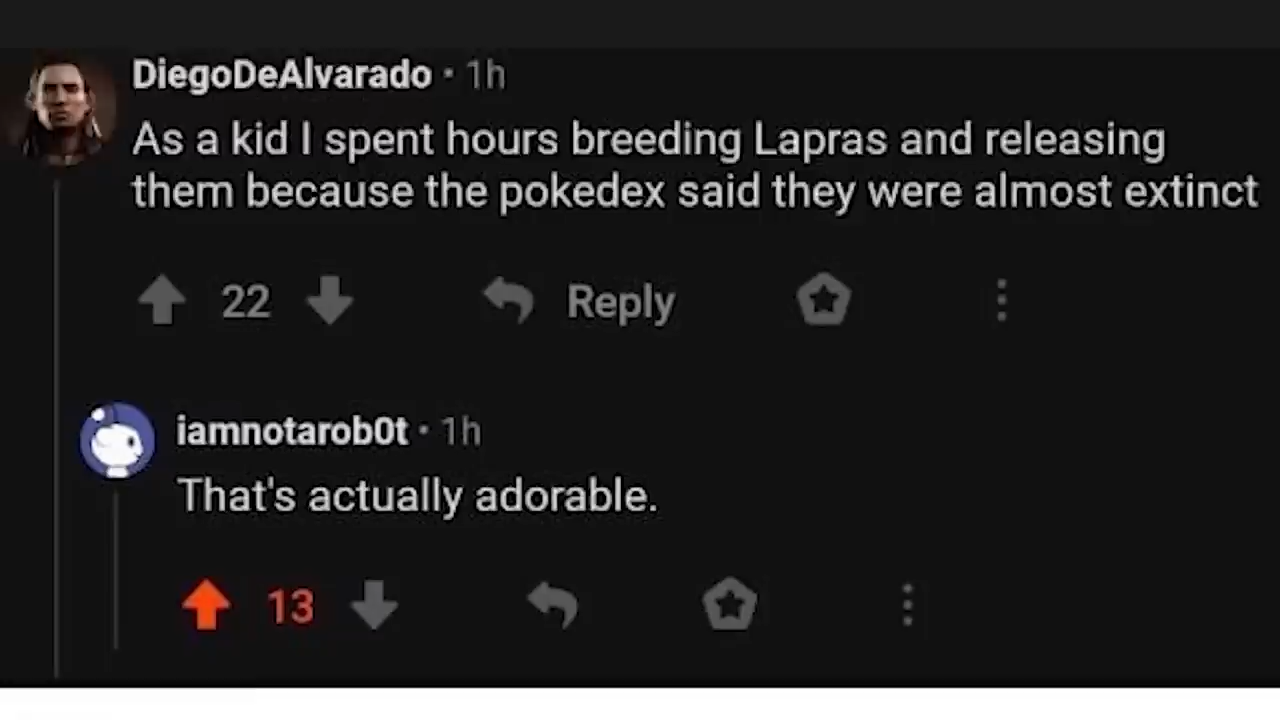 DiegoDeAlvarado · 1h
As a kid I spent hours breeding Lapras and releasing
them because the pokedex said they were almost extinct
22 Reply
iamnotarob0t · 1h
That's actually adorable.
13